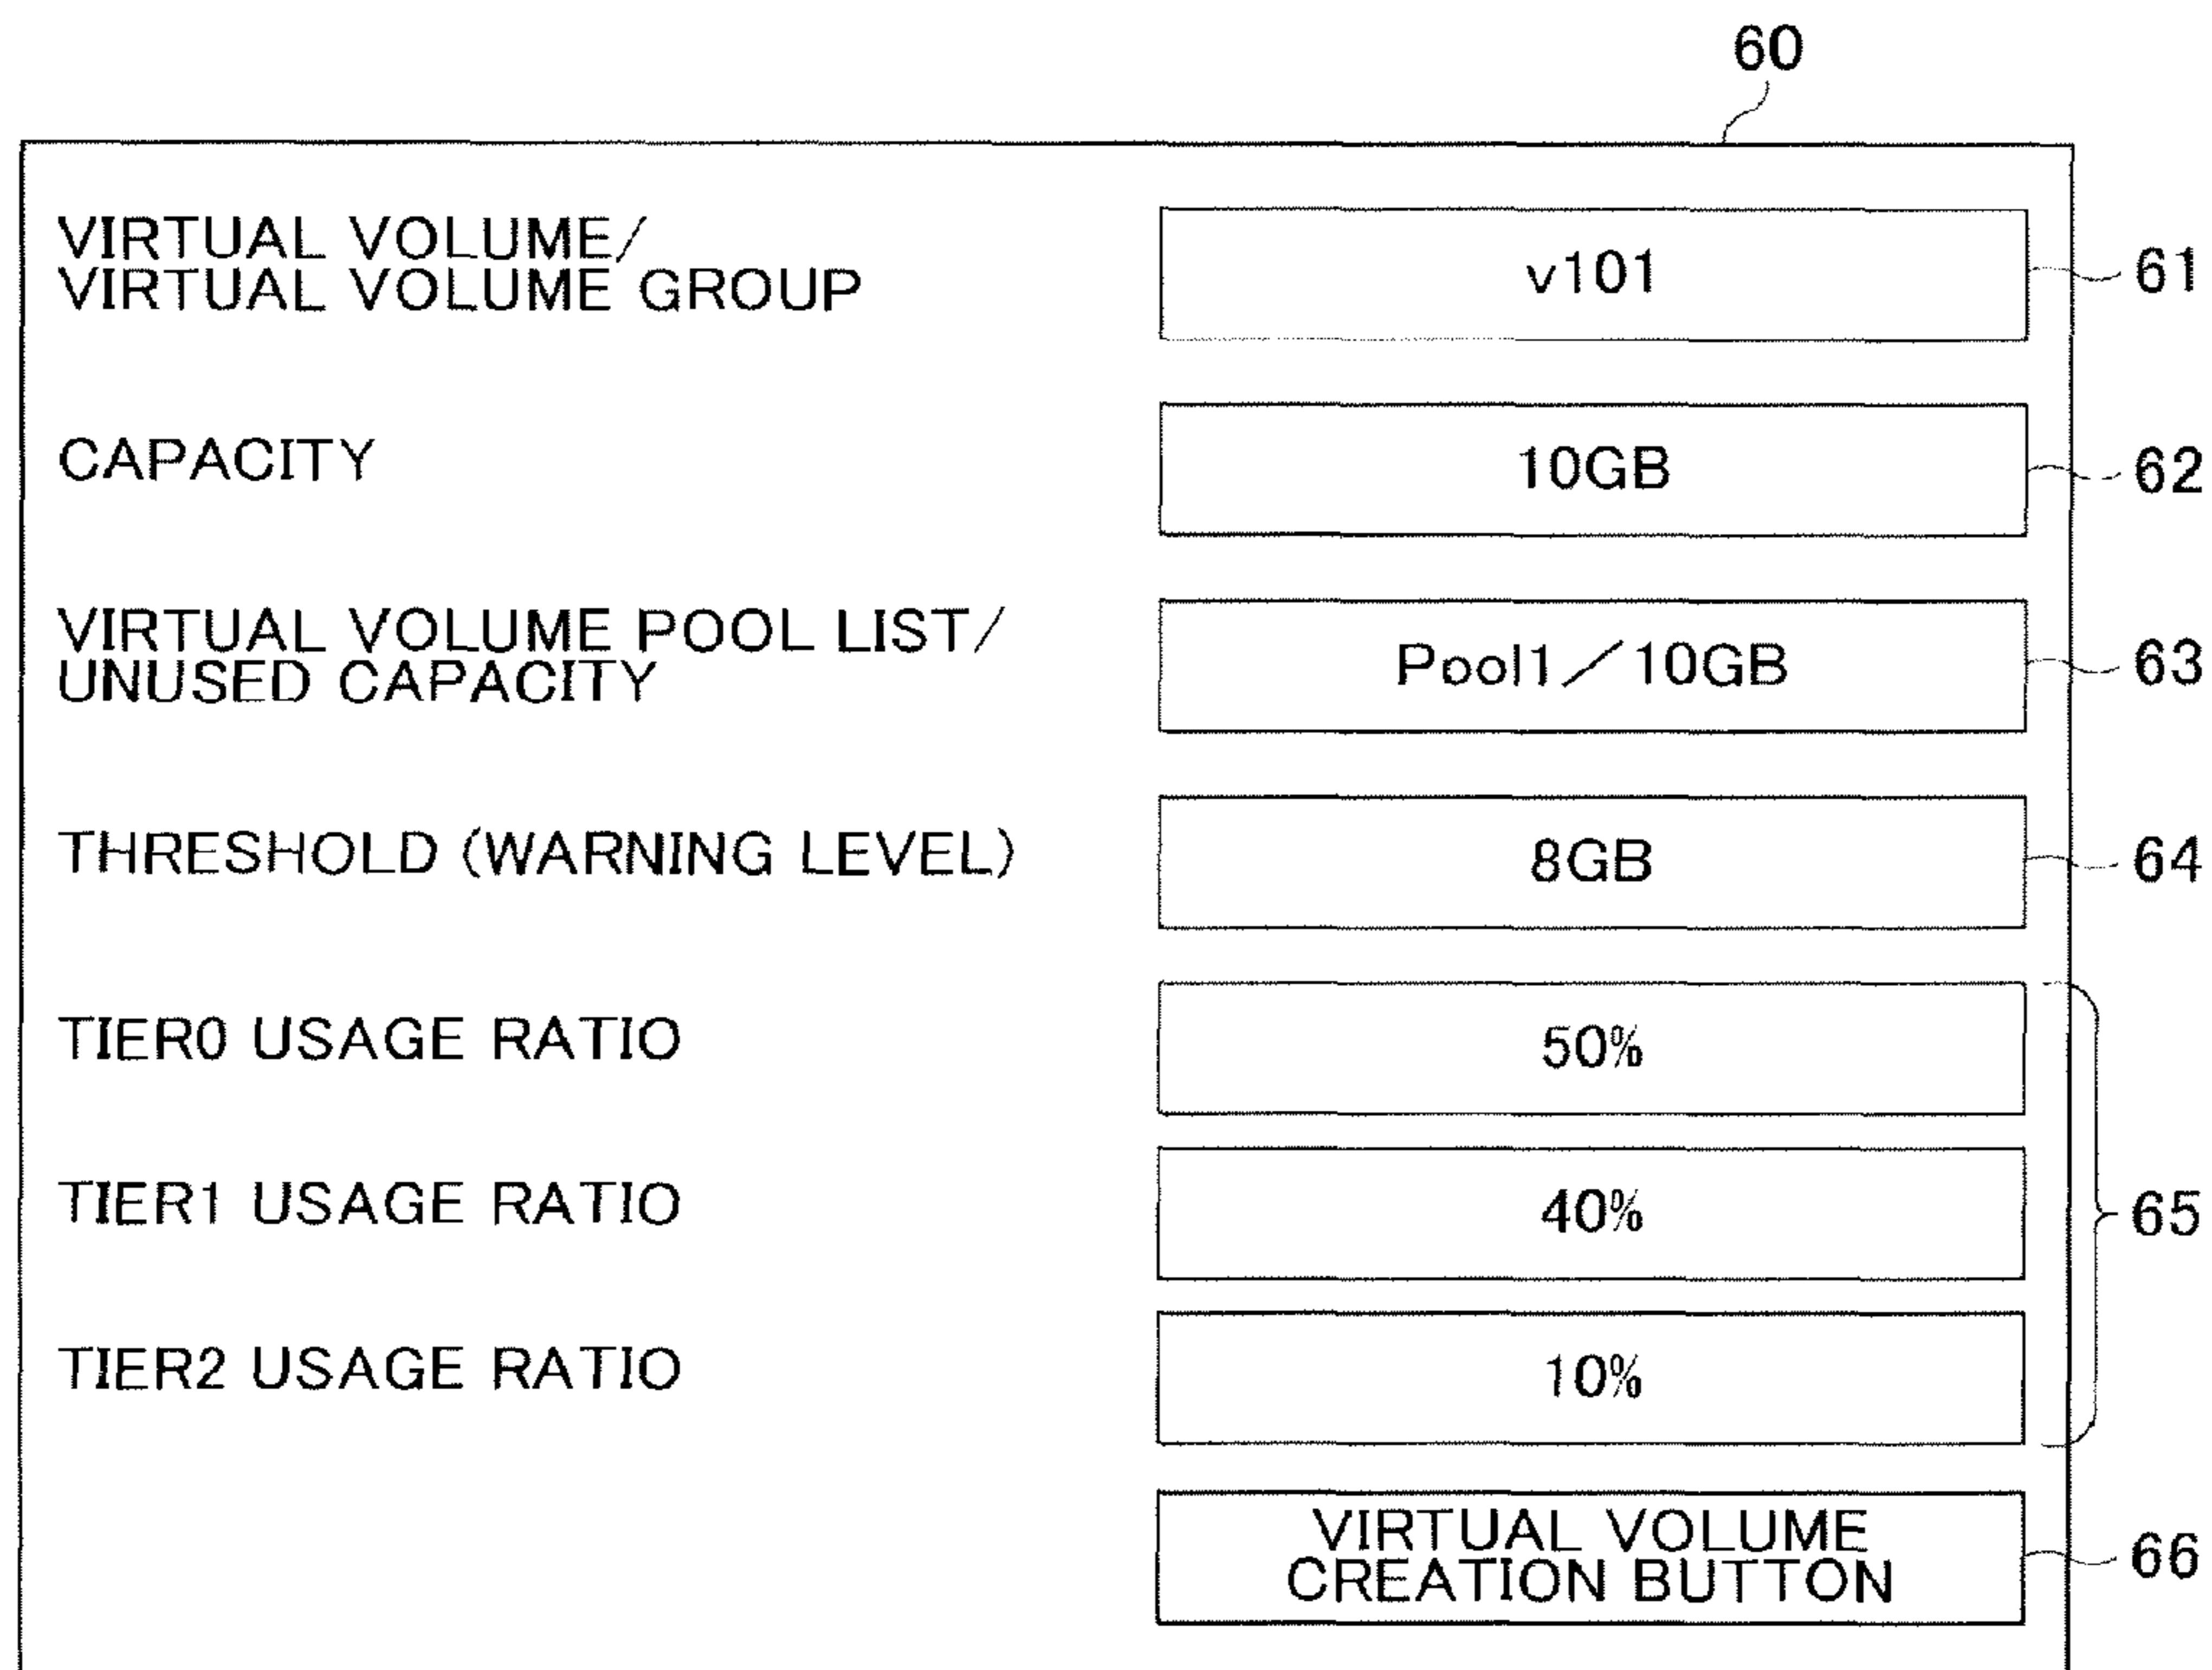 60
VIRTUAL VOLUME/
VIRTUAL VOLUME GROUP
v101
61
CAPACITY
10GB
62
VIRTUAL VOLUME POOL LIST/
UNUSED CAPACITY
Pool1/10GB
63
THRESHOLD (WARNING LEVEL)
8GB
64
TIER0 USAGE RATIO
50%
TIER1 USAGE RATIO
40%
65
TIER2 USAGE RATIO
10%
VIRTUAL VOLUME
CREATION BUTTON
66